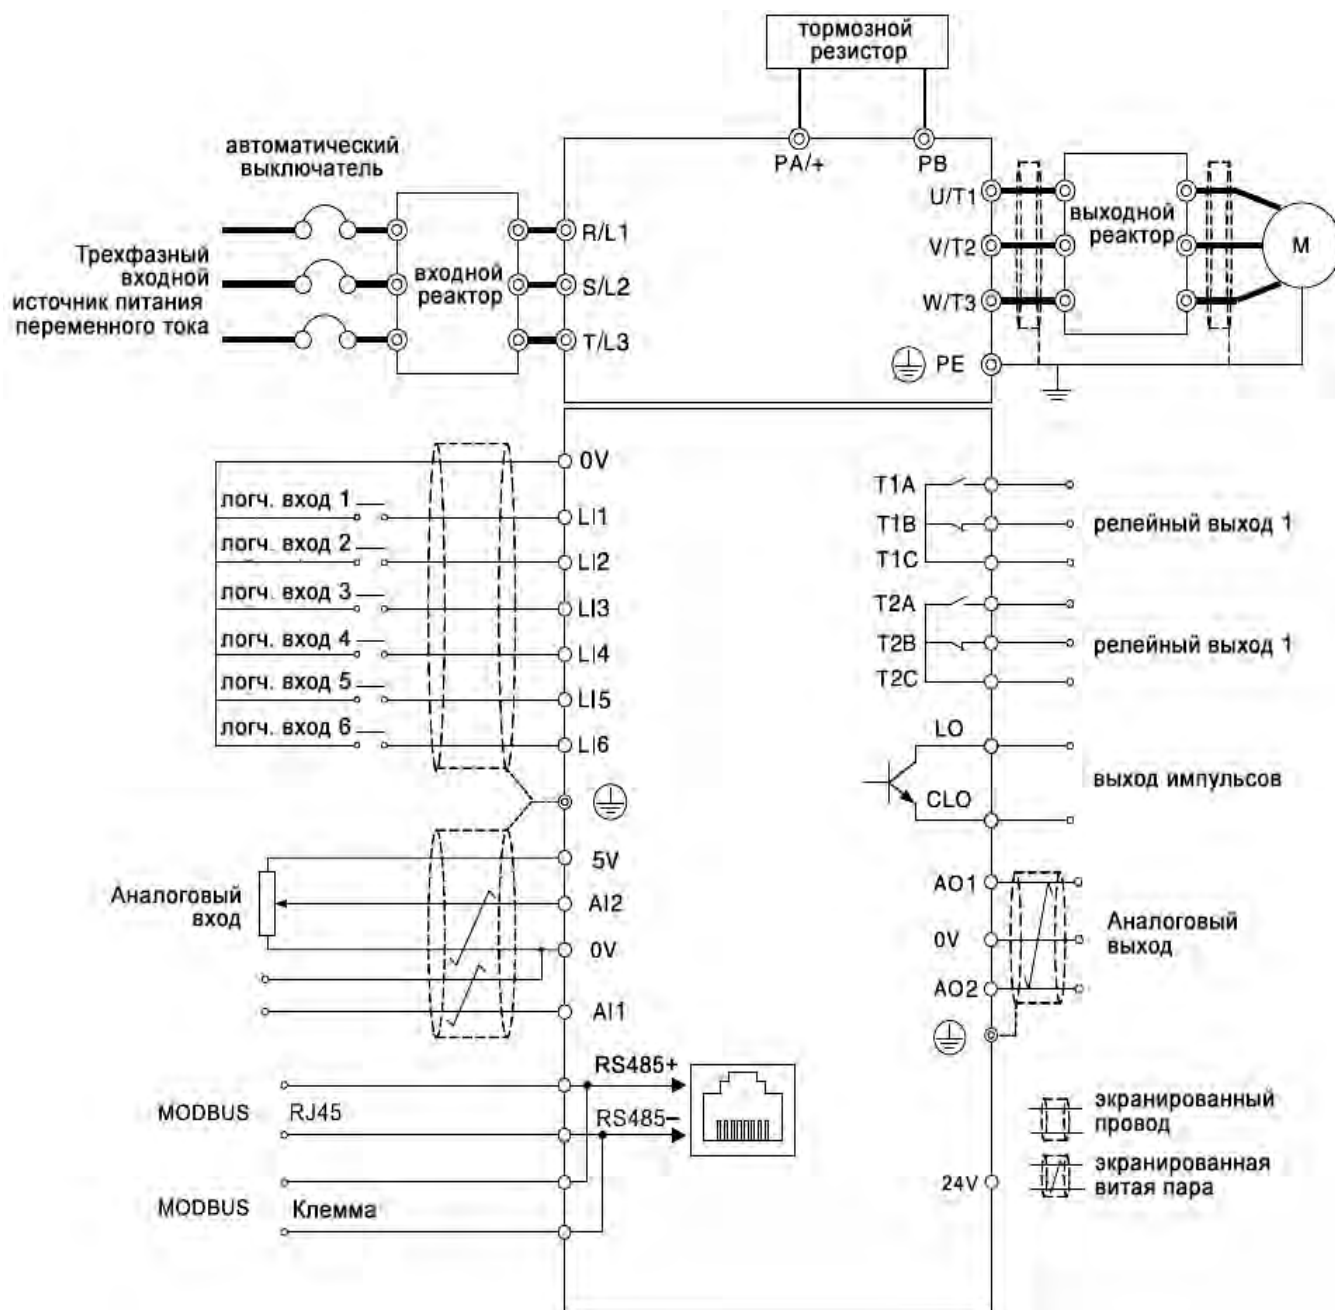 тормозной
резистор
PA/+
PB
автоматический
выключатель
Трехфазный
входной
источник питания
переменного тока
входной
реактор
R/L1
S/L2
T/L3
U/T1
V/T2
W/T3
PE
выходной
реактор
M
0V
логч. вход 1
LI1
логч. вход 2
LI2
логч. вход 3
LI3
логч. вход 4
LI4
логч. вход 5
LI5
логч. вход 6
LI6
5V
Аналоговый
вход
AI2
0V
AI1
MODBUS RJ45
RS485+
RS485–
MODBUS Клемма
T1A
T1B
T1C
релейный выход 1
T2A
T2B
T2C
релейный выход 1
LO
CLO
выход импульсов
AO1
0V
AO2
Аналоговый
выход
24V
экранированный
провод
экранированная
витая пара